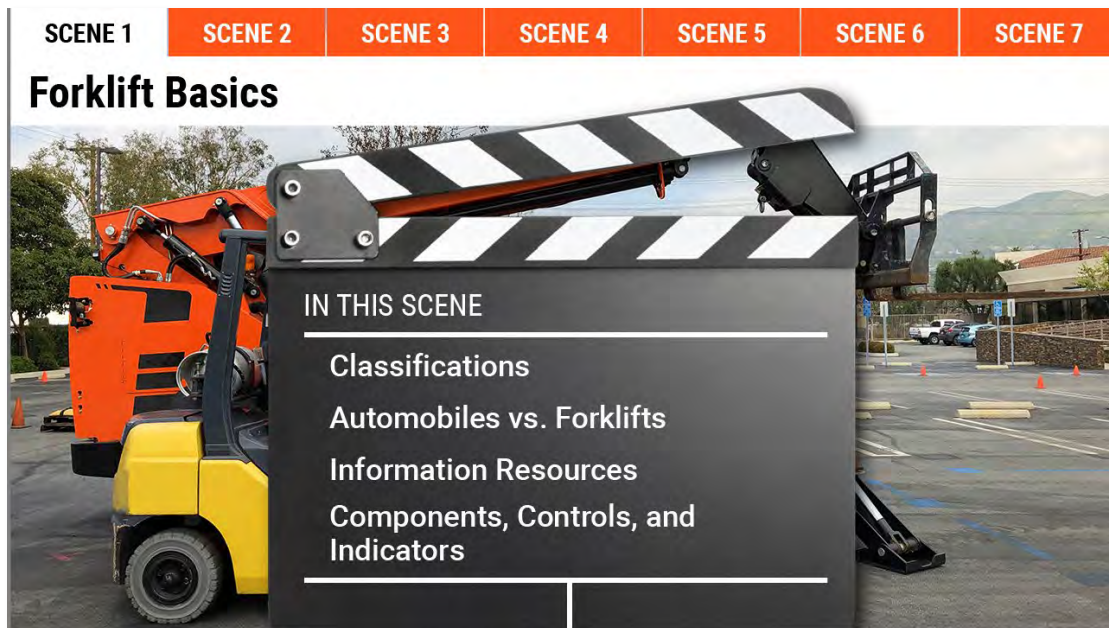 SCENE 1
SCENE 2
SCENE 3
SCENE 4
SCENE 5
SCENE 6
SCENE 7
Forklift Basics
IN THIS SCENE
Classifications
Automobiles vs. Forklifts
Information Resources
Components, Controls, and
Indicators